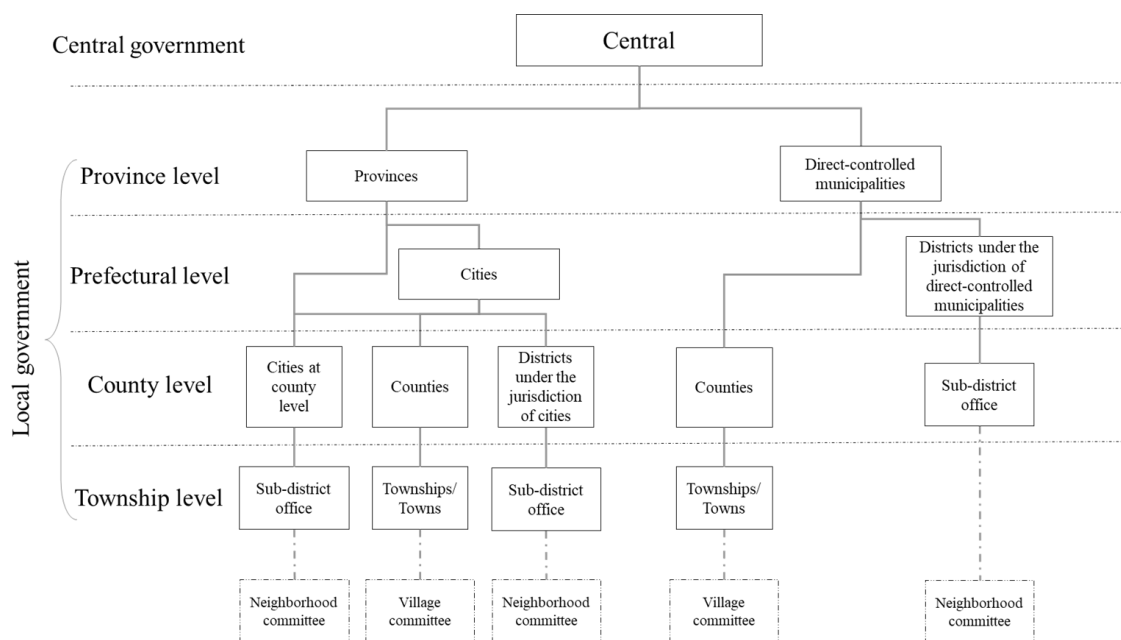 Central government
Central
Province level
Provinces
Direct-controlled
municipalities
Local government
Prefectural level
Cities
Districts under the
jurisdiction of
direct-controlled
municipalities
County level
Cities at
county
level
Counties
Districts
under the
jurisdiction
of cities
Counties
Sub-district
office
Township level
Sub-district
office
Townships/
Towns
Sub-district
office
Townships/
Towns
Neighborhood
committee
Village
committee
Neighborhood
committee
Village
committee
Neighborhood
committee